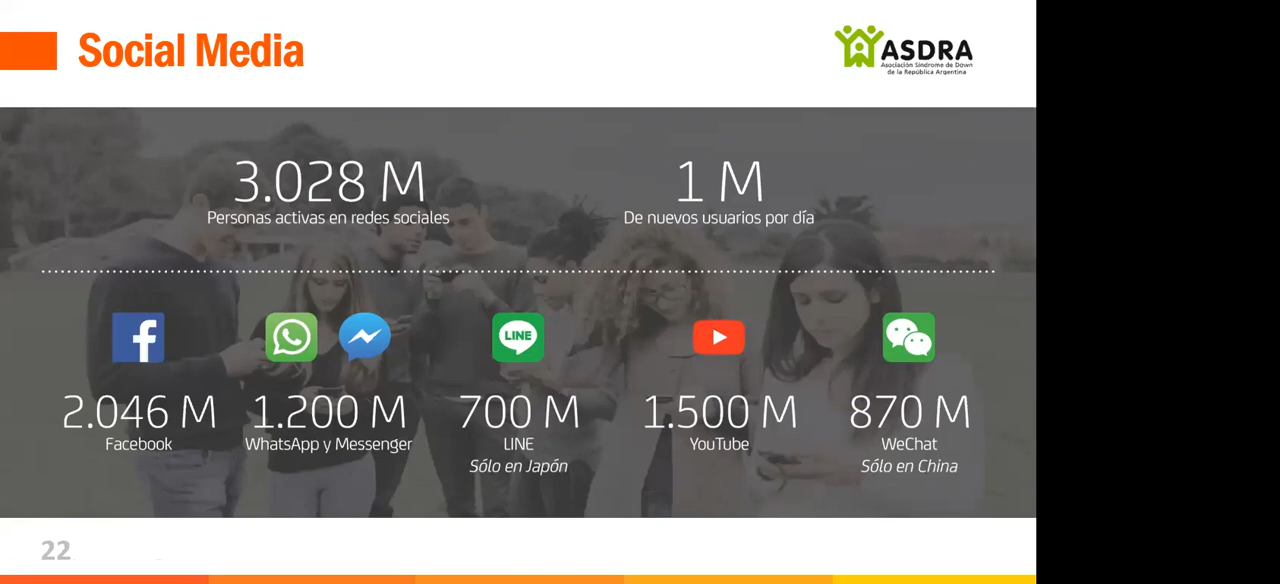 Social Media
ASDRA
Asociación Síndrome de Down
de la República Argentina
3.028 M
Personas activas en redes sociales
1 M
De nuevos usuarios por día
LINE
2.046 M
Facebook
1.200 M
WhatsApp y Messenger
700 M
LINE
Sólo en Japón
1.500 M
YouTube
870 M
WeChat
Sólo en China
22